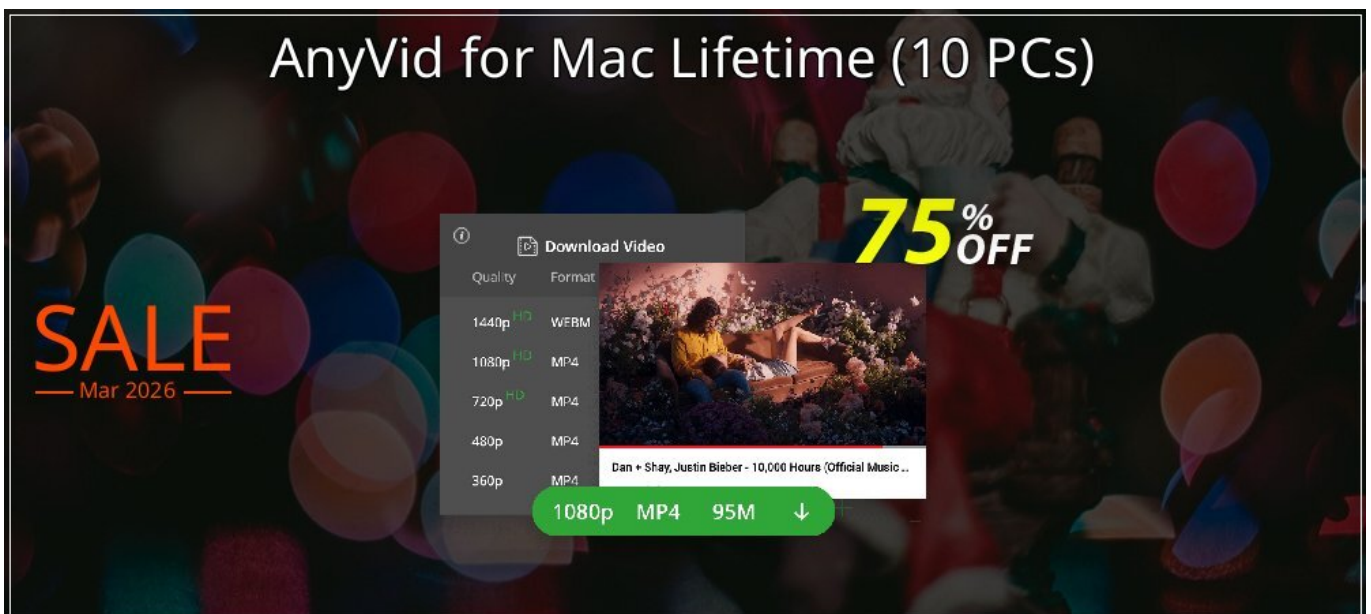 AnyVid for Mac Lifetime (10 PCs)
75% OFF
SALE
Mar 2026
Download Video
Quality Format
1440p HD WEBM
1080p HD MP4
720p HD MP4
480p MP4
360p MP4
Dan + Shay, Justin Bieber - 10,000 Hours (Official Music ..
1080p MP4 95M